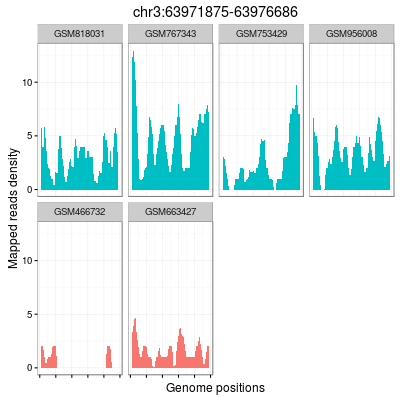 chr3:63971875-63976686
GSM818031 GSM767343 GSM753429 GSM956008
10
5
0
GSM466732 GSM663427
10
5
0
Mapped reads density
Genome positions